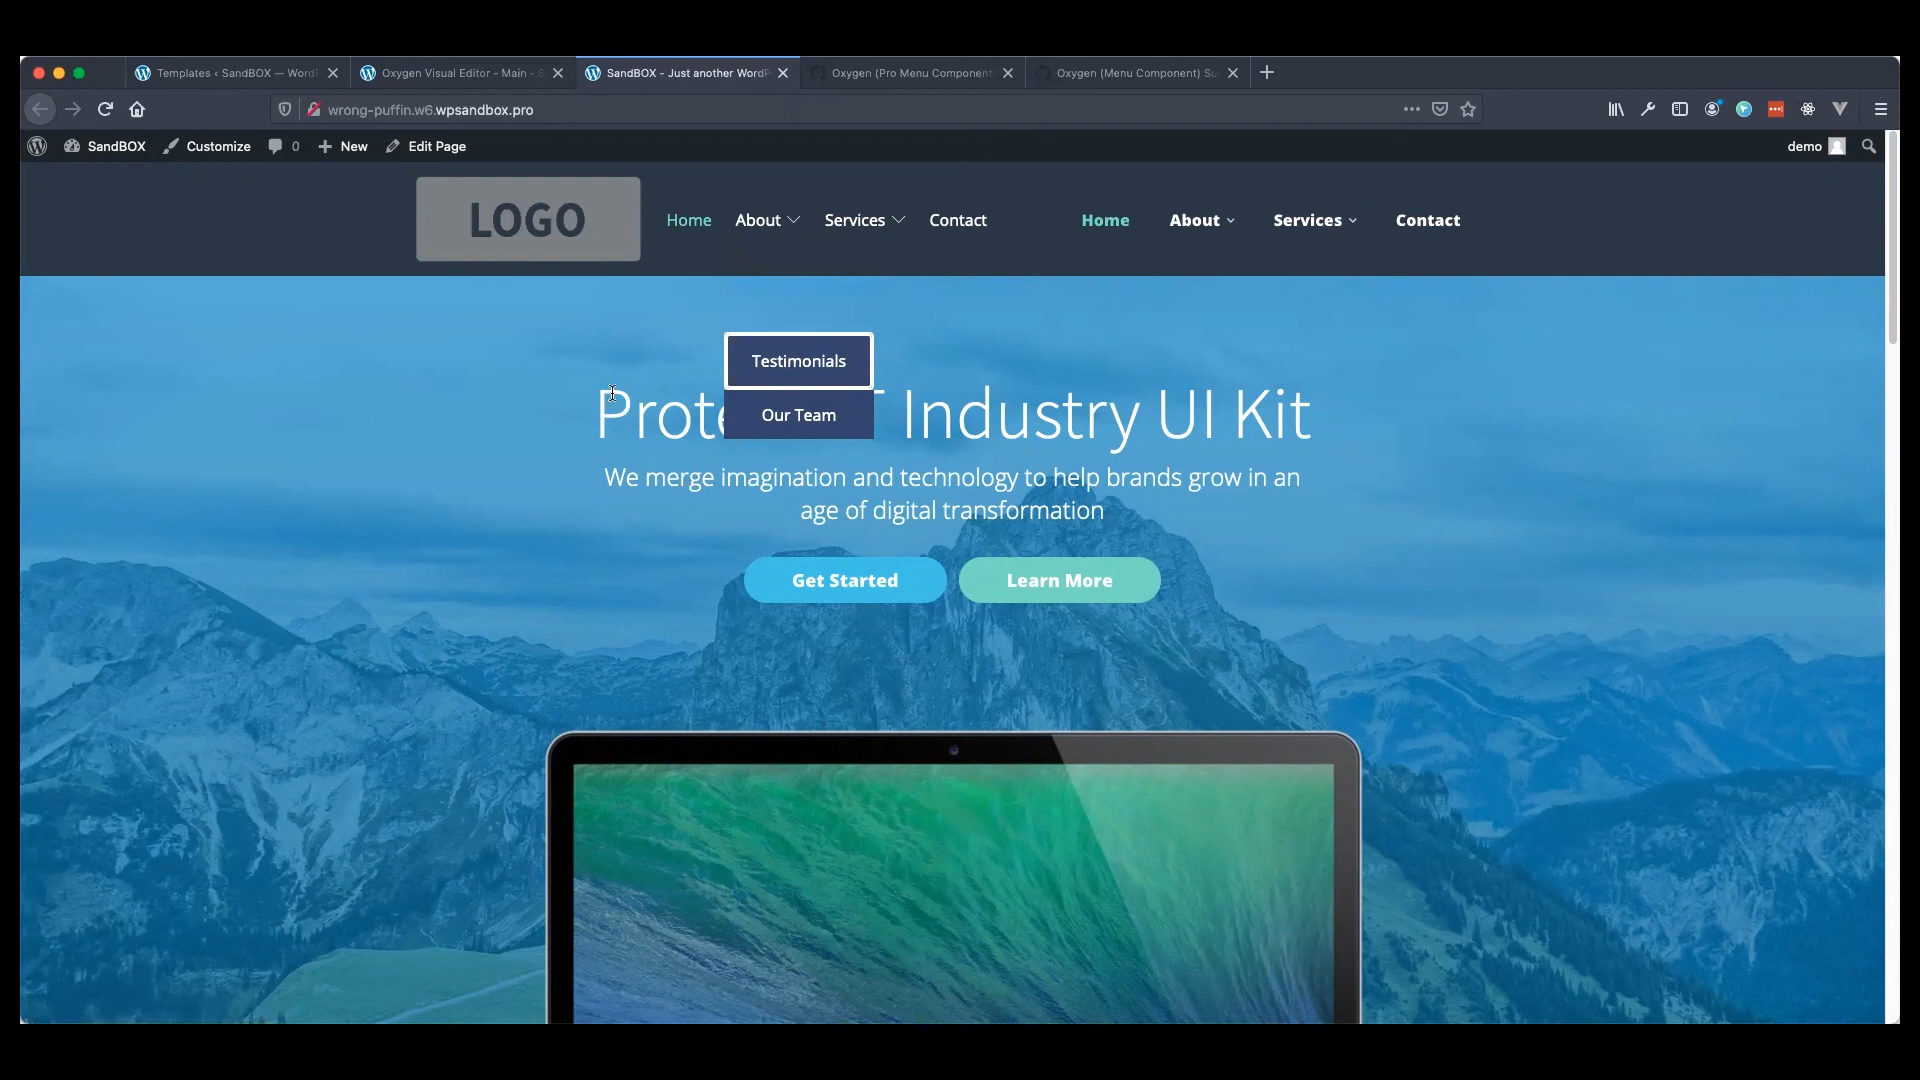 Templates ‹ SandBOX — Word
Oxygen Visual Editor - Main - S
SandBOX - Just another WordP
Oxygen (Pro Menu Component
Oxygen (Menu Component) Su
wrong-puffin.w6.wpsandbox.pro
SandBOX
Customize
0
New
Edit Page
demo
LOGO
Home
About
Services
Contact
Home
About
Services
Contact
Testimonials
Our Team
Industry UI Kit
We merge imagination and technology to help brands grow in an
age of digital transformation
Get Started
Learn More